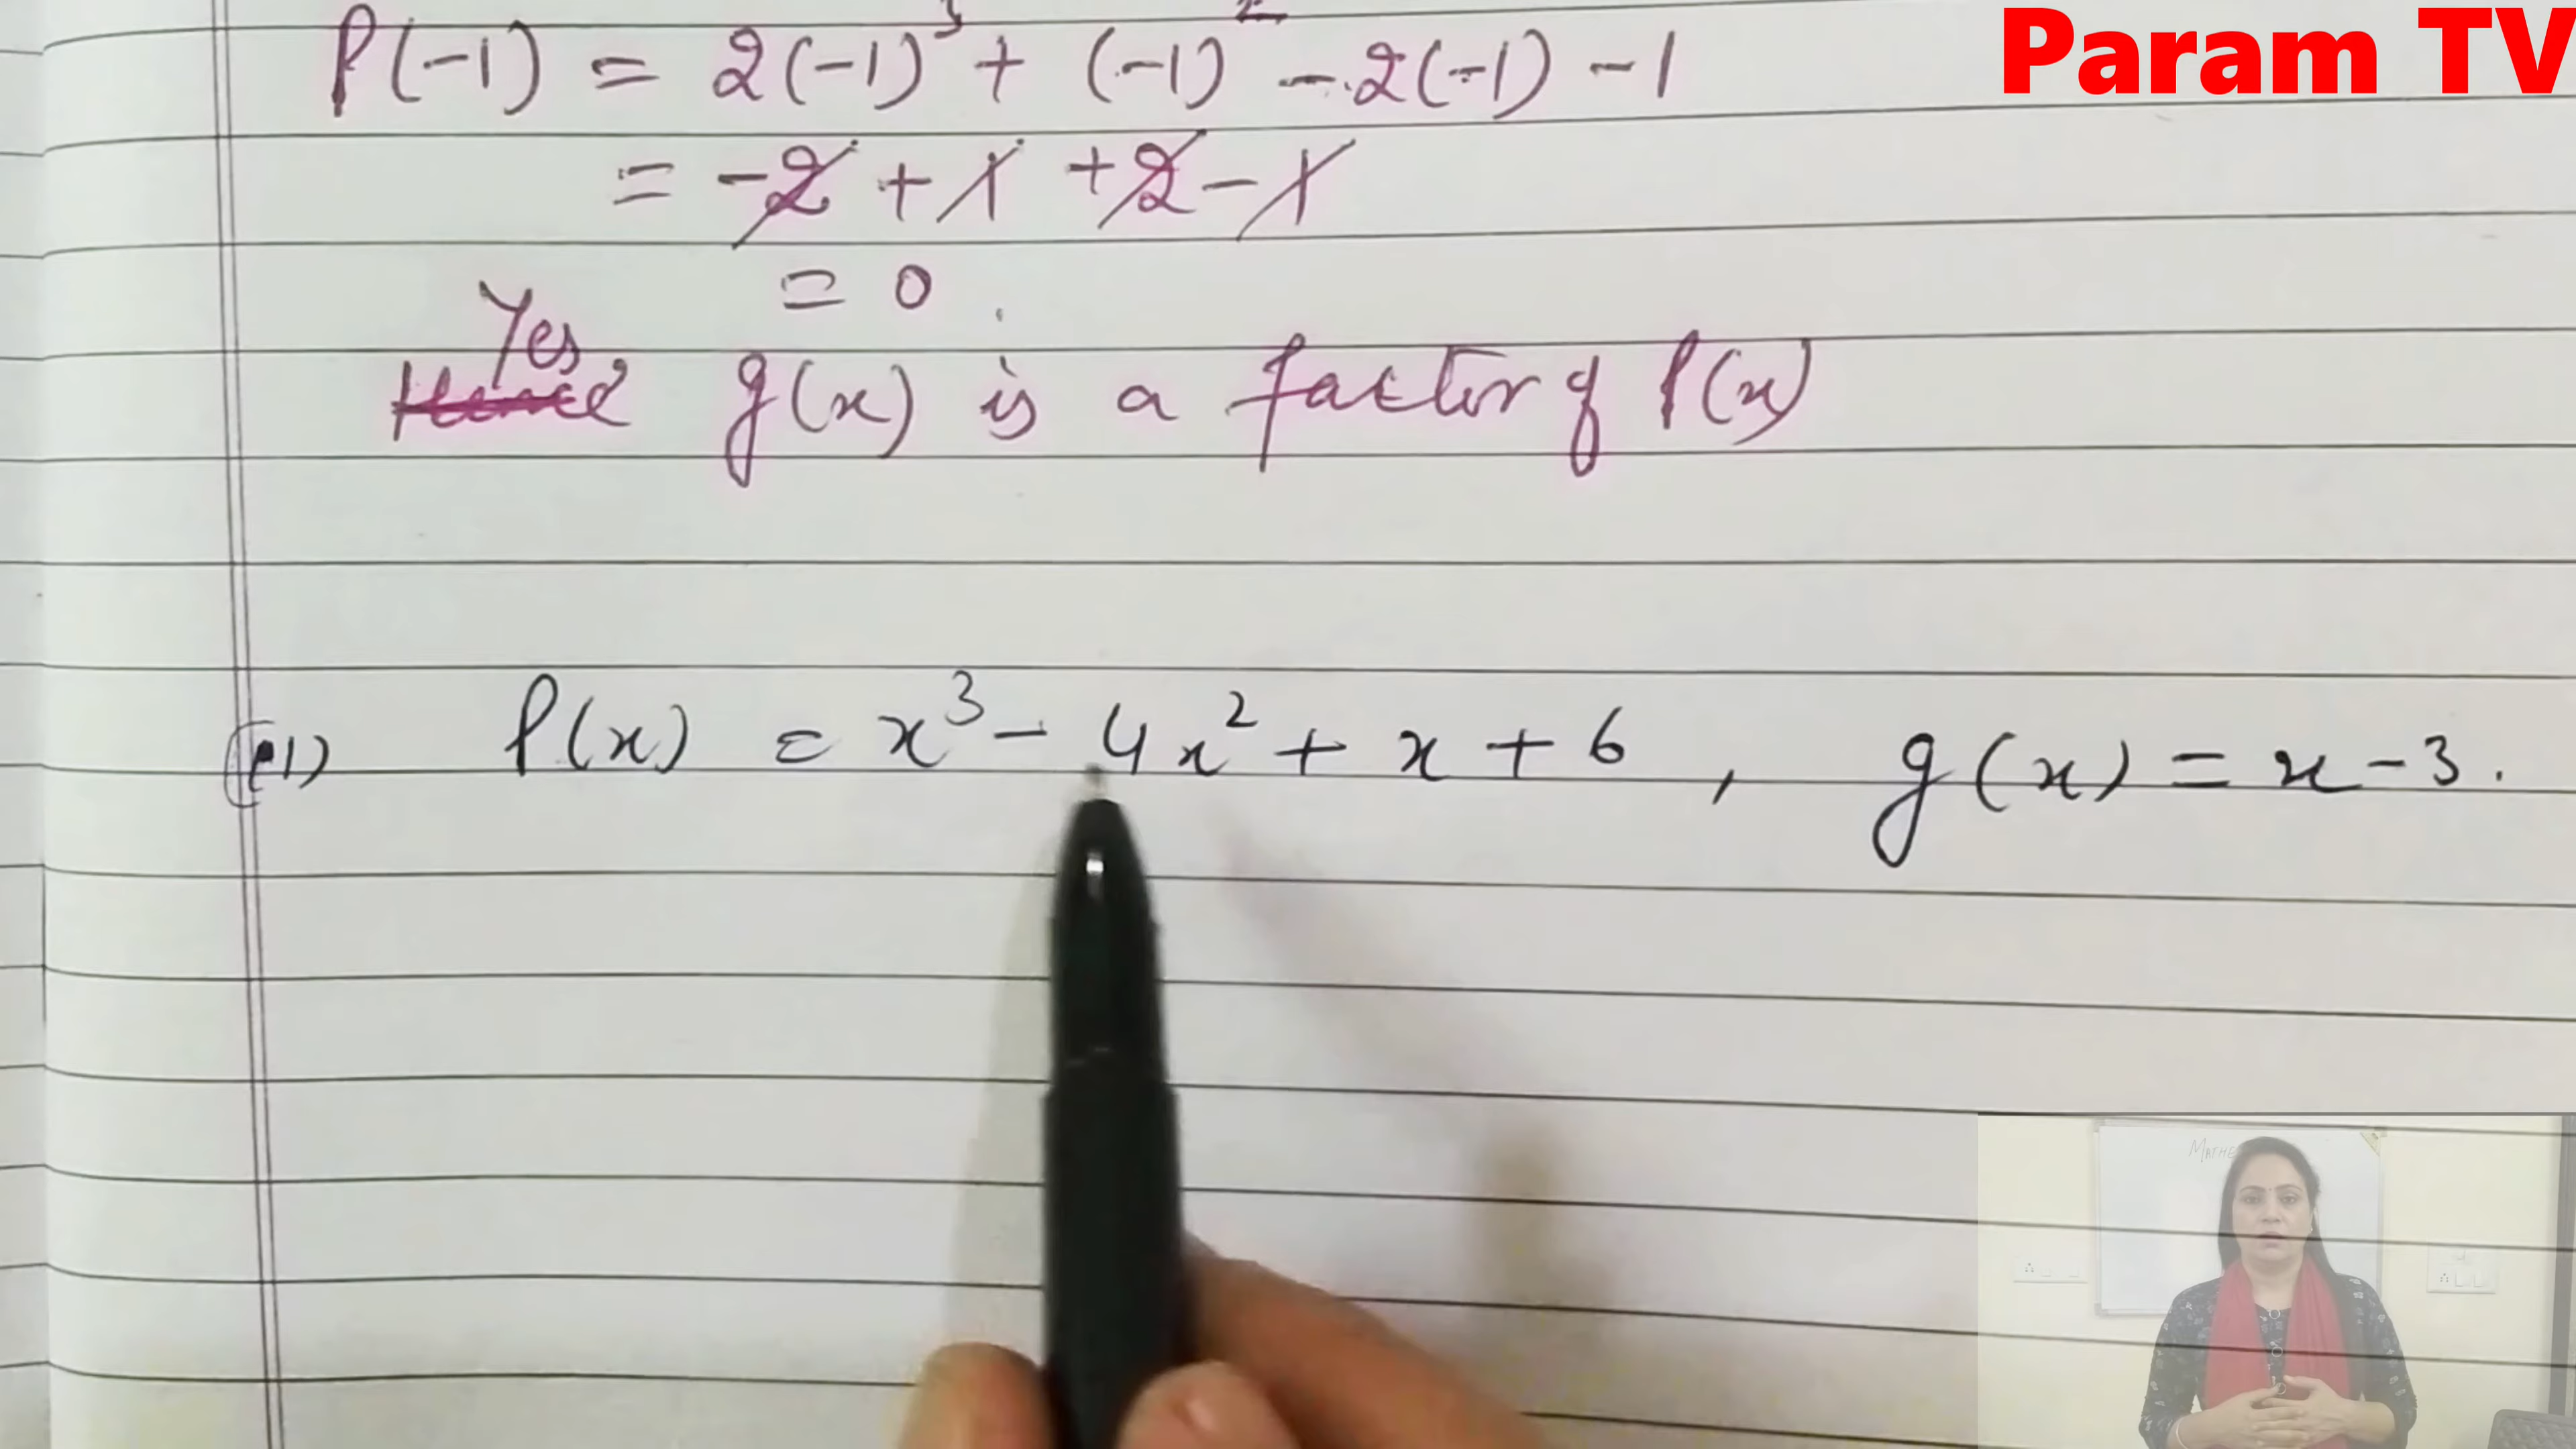 Param TV
P(-1) = 2(-1)³ + (-1)² - 2(-1) - 1
= -2 + 1 + 2 - 1
= 0
Yes
Hence g(x) is a factor of P(x)
P(x) = x³ - 4x² + x + 6 , g(x) = x - 3.